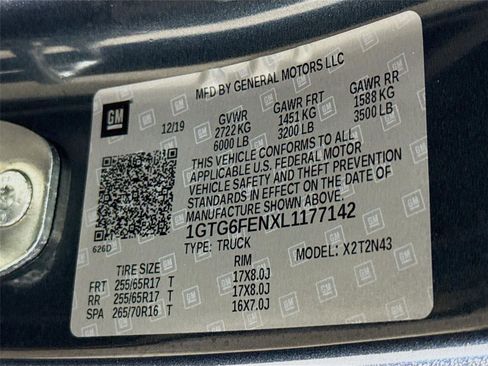 MFD BY GENERAL MOTORS LLC
GM
12/19
GVWR GAWR FRT GAWR RR
2722 KG 1451 KG 1588 KG
6000 LB 3200 LB 3500 LB
THIS VEHICLE CONFORMS TO ALL
APPLICABLE U.S. FEDERAL MOTOR
VEHICLE SAFETY AND THEFT PREVENTION
STANDARDS IN EFFECT ON THE DATE OF
MANUFACTURE SHOWN ABOVE.
1GTG6FENXL1177142
626D
TYPE: TRUCK MODEL: X2T2N43
TIRE SIZE RIM
FRT 255/65R17 T 17X8.0J
RR 255/65R17 T 17X8.0J
SPA 265/70R16 T 16X7.0J